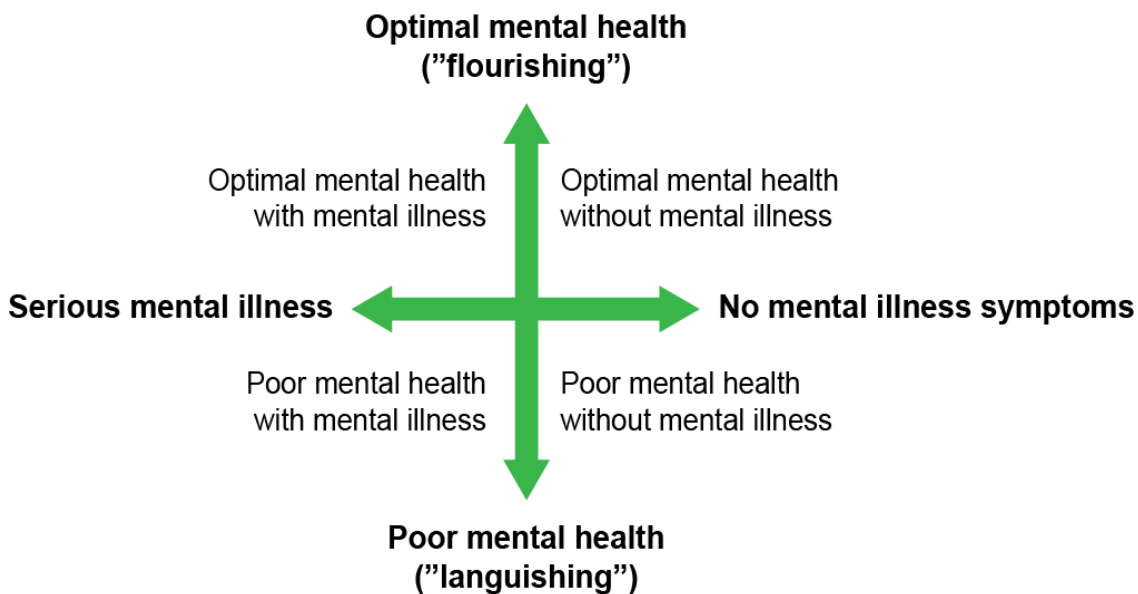 Optimal mental health
(”flourishing”)
Optimal mental health
with mental illness
Optimal mental health
without mental illness
Serious mental illness
No mental illness symptoms
Poor mental health
with mental illness
Poor mental health
without mental illness
Poor mental health
(”languishing”)